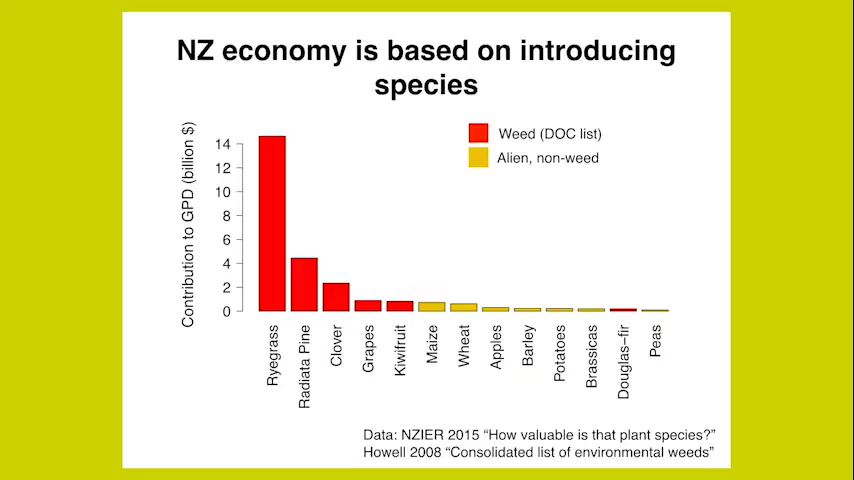 NZ economy is based on introducing
species
Weed (DOC list)
Alien, non-weed
Contribution to GPD (billion $)
14
12
10
8
6
4
2
0
Ryegrass
Radiata Pine
Clover
Grapes
Kiwifruit
Maize
Wheat
Apples
Barley
Potatoes
Brassicas
Douglas−fir
Peas
Data: NZIER 2015 “How valuable is that plant species?”
Howell 2008 “Consolidated list of environmental weeds”